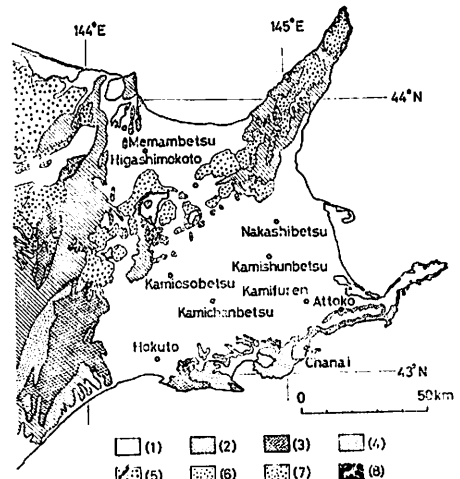 144°E
145°E
44°N
Memambetsu
Higashimokoto
Nakashibetsu
Kamishunbetsu
Kamiosobetsu
Kamifuren
Attoko
Kamichanbetsu
Hokuto
Chanai
43°N
0 50km
(1) (2) (3) (4)
(5) (6) (7) (8)